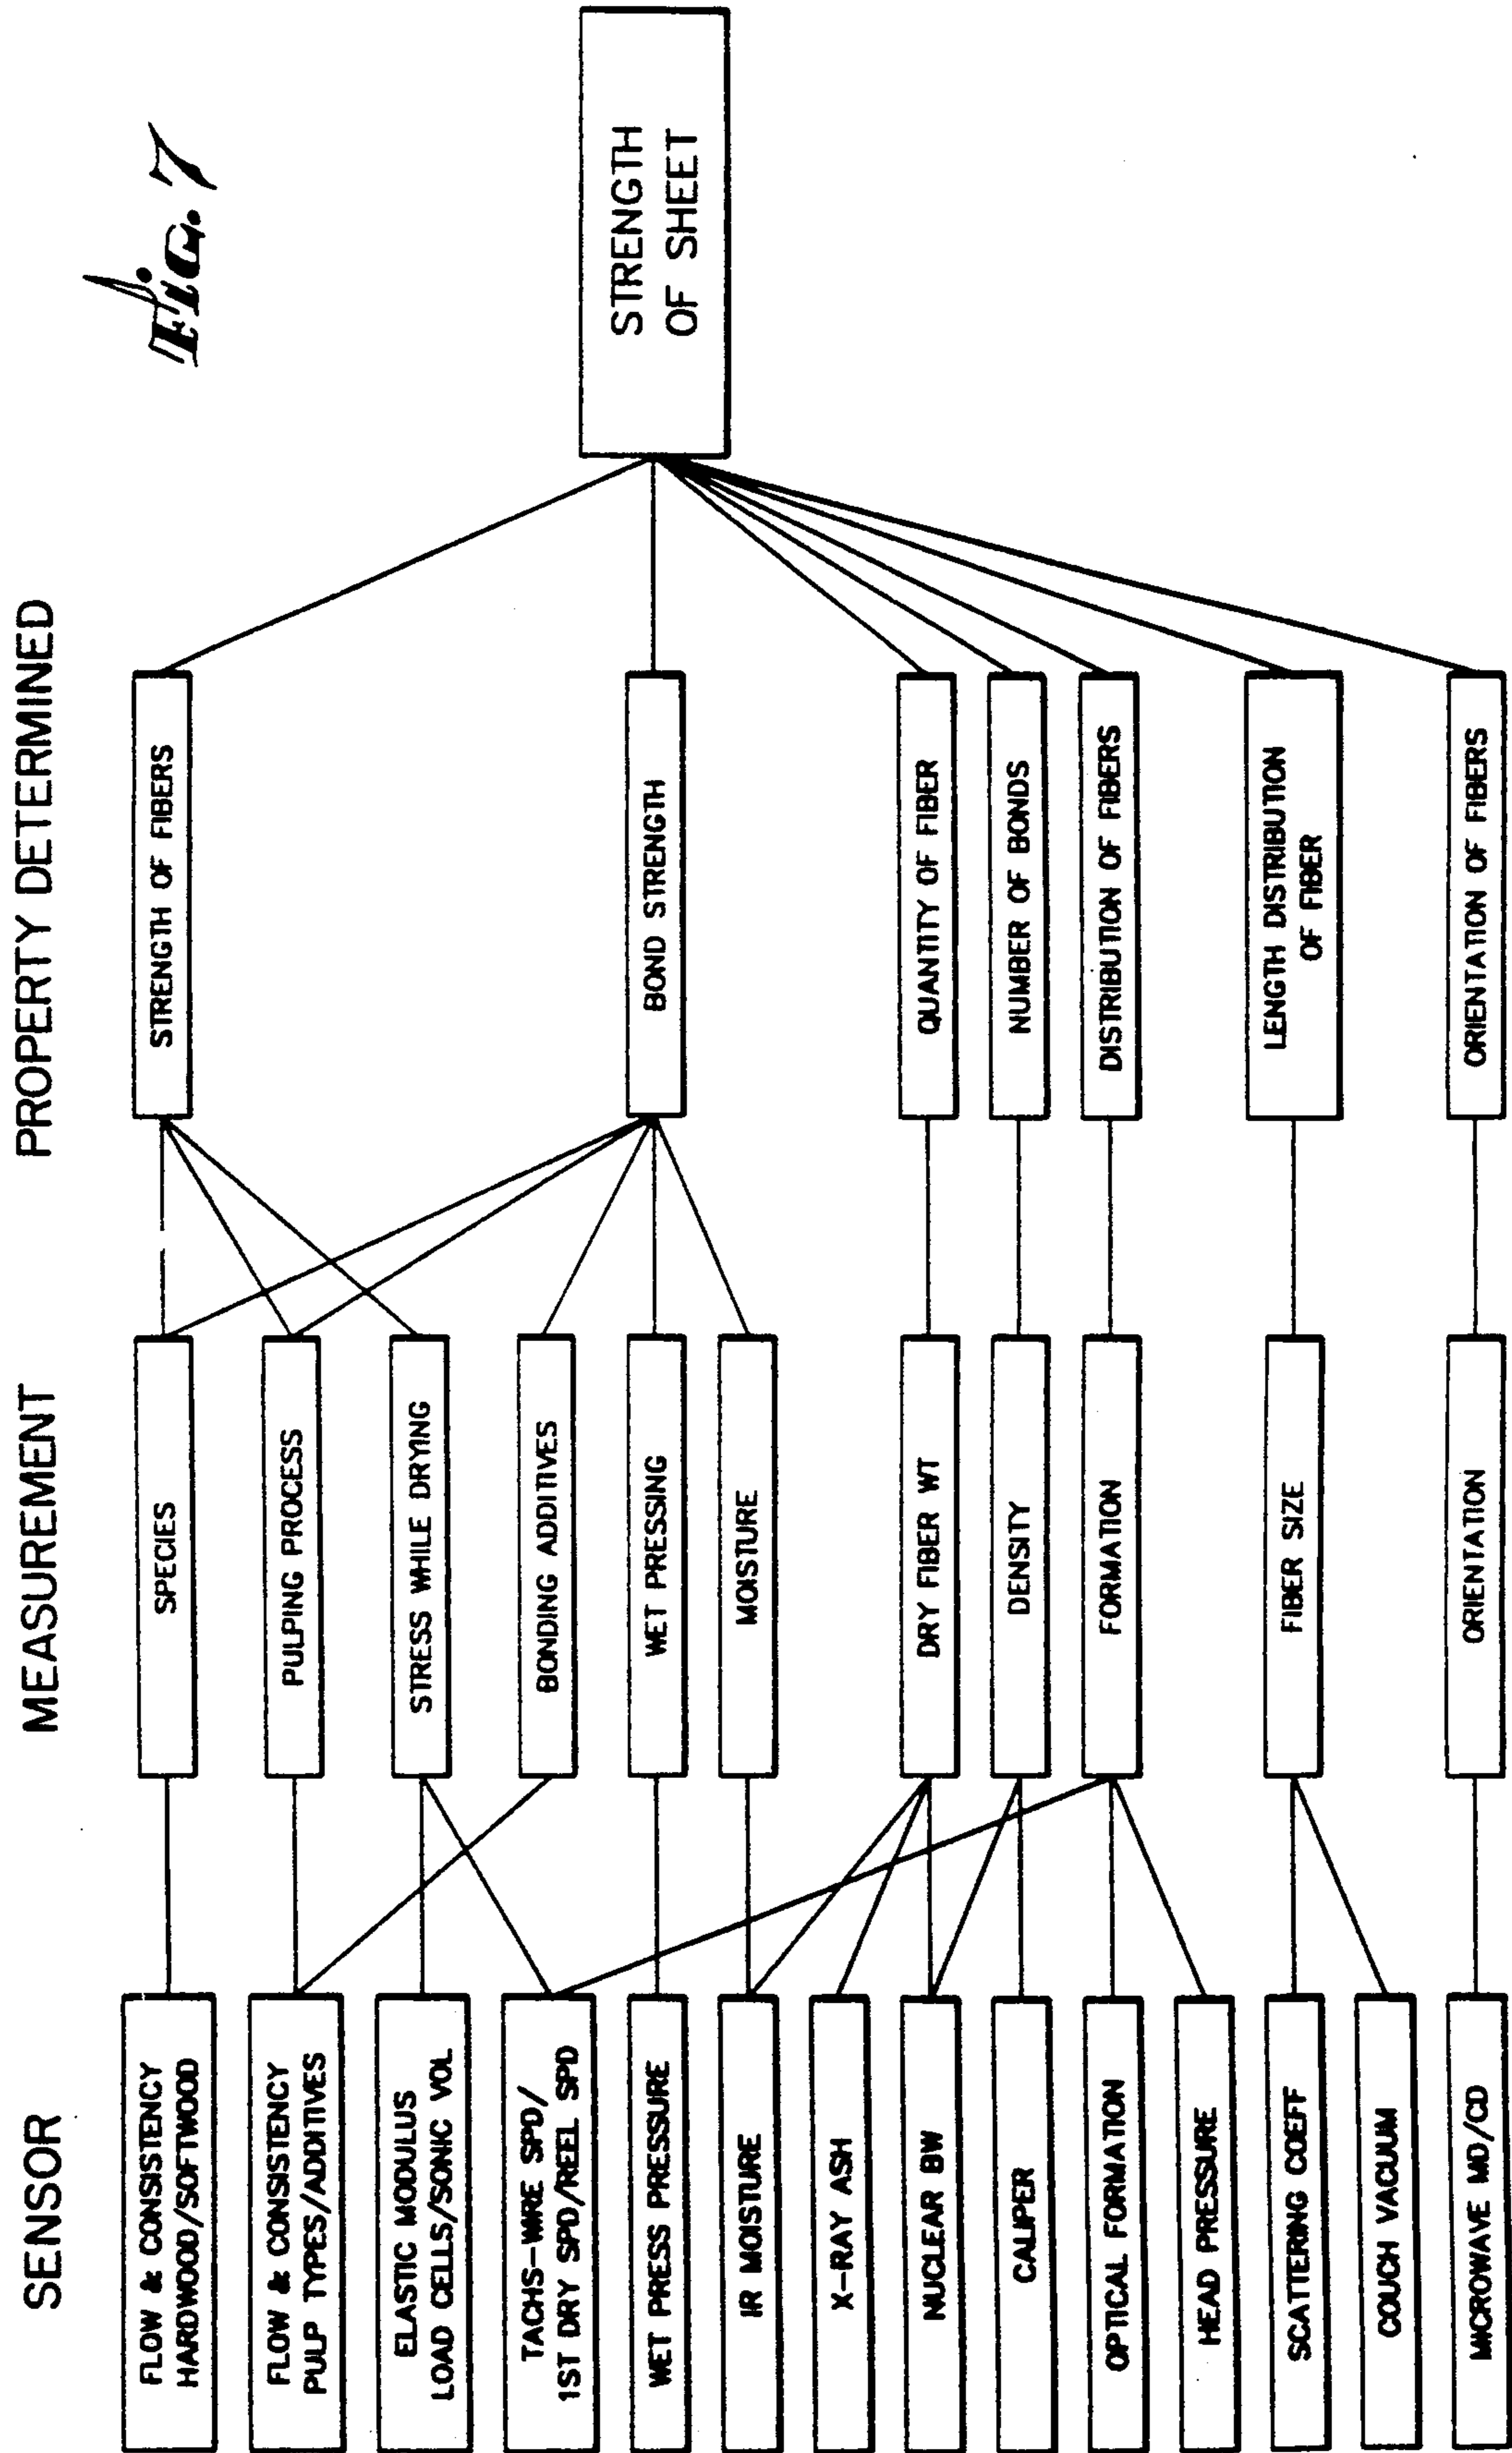 Fig. 7
SENSOR
MEASUREMENT
PROPERTY DETERMINED
FLOW & CONSISTENCY
HARDWOOD/SOFTWOOD
FLOW & CONSISTENCY
PULP TYPES/ADDITIVES
ELASTIC MODULUS
LOAD CELLS/SONIC VOL
TACHS-WIRE SPD/
1ST DRY SPD/REEL SPD
WET PRESS PRESSURE
IR MOISTURE
X-RAY ASH
NUCLEAR BW
CALIPER
OPTICAL FORMATION
HEAD PRESSURE
SCATTERING COEFT
COUCH VACUUM
MICROWAVE MD/CD
SPECIES
PULPING PROCESS
STRESS WHILE DRYING
BONDING ADDITIVES
WET PRESSING
MOISTURE
DRY FIBER WT
DENSITY
FORMATION
FIBER SIZE
ORIENTATION
STRENGTH OF FIBERS
BOND STRENGTH
QUANTITY OF FIBER
NUMBER OF BONDS
DISTRIBUTION OF FIBERS
LENGTH DISTRIBUTION
OF FIBER
ORIENTATION OF FIBERS
STRENGTH
OF SHEET